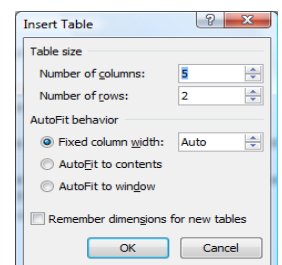 Insert Table
Table size
Number of columns: 5
Number of rows: 2
AutoFit behavior
Fixed column width: Auto
AutoFit to contents
AutoFit to window
Remember dimensions for new tables
OK Cancel